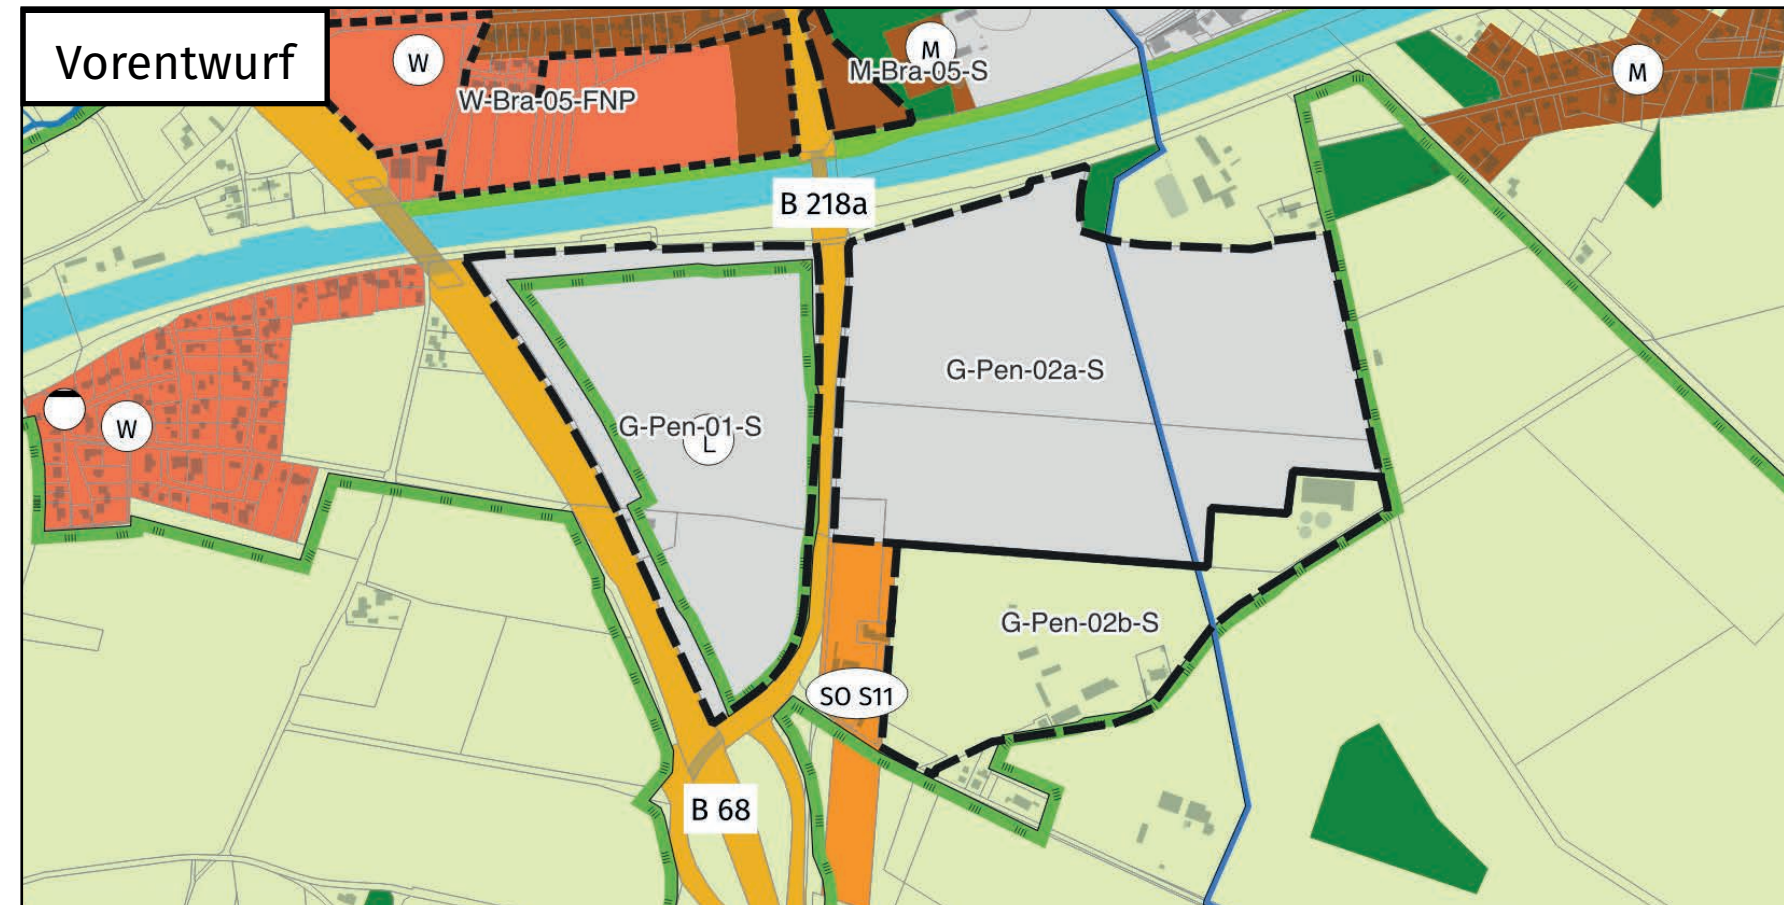 Vorentwurf
W
M
M-Bra-05-S
M
W-Bra-05-FNP
B 218a
G-Pen-02a-S
G-Pen-01-S
L
W
G-Pen-02b-S
SO S11
B 68